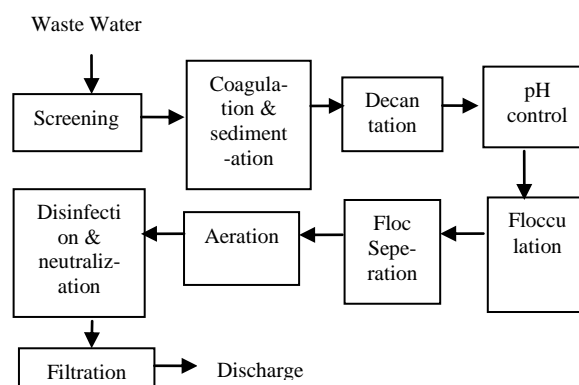 Waste Water
Screening
Coagula-
tion &
sediment
-ation
Decan
tation
pH
control
Floccu
lation
Floc
Sepe-
ration
Aeration
Disinfecti
on &
neutraliz-
ation
Filtration
Discharge